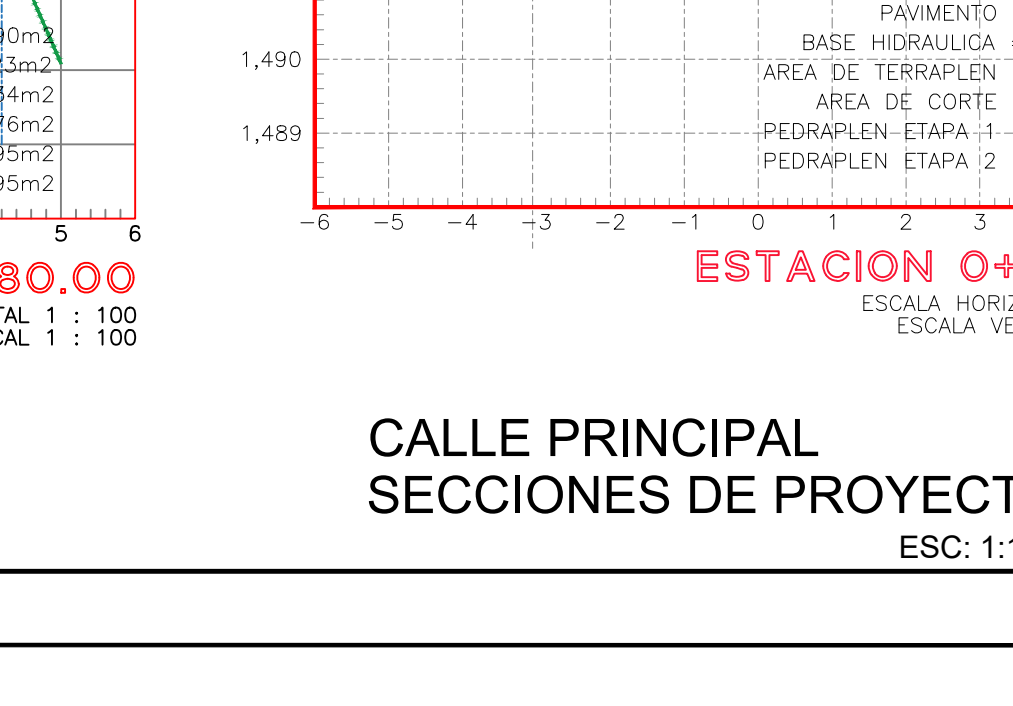 PAVIMENTO
BASE HIDRAULICA =
1,490
AREA DE TERRAPLEN
AREA DE CORTE
1,489
PEDRAPLEN ETAPA 1
PEDRAPLEN ETAPA 2
90m2
3m2
34m2
76m2
95m2
95m2
5 6
-6 -5 -4 -3 -2 -1 0 1 2 3
80.00
TAL 1 : 100
CAL 1 : 100
ESTACION 0+
ESCALA HORIZ
ESCALA VE
CALLE PRINCIPAL
SECCIONES DE PROYECT
ESC: 1:1